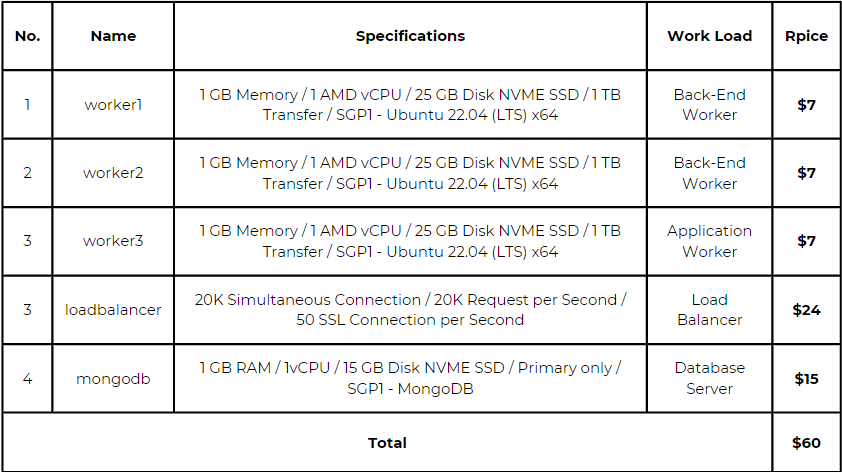 No. Name Specifications Work Load Rpice
1 worker1 1 GB Memory / 1 AMD vCPU / 25 GB Disk NVME SSD / 1 TB Transfer / SGP1 - Ubuntu 22.04 (LTS) x64 Back-End Worker $7
2 worker2 1 GB Memory / 1 AMD vCPU / 25 GB Disk NVME SSD / 1 TB Transfer / SGP1 - Ubuntu 22.04 (LTS) x64 Back-End Worker $7
3 worker3 1 GB Memory / 1 AMD vCPU / 25 GB Disk NVME SSD / 1 TB Transfer / SGP1 - Ubuntu 22.04 (LTS) x64 Application Worker $7
3 loadbalancer 20K Simultaneous Connection / 20K Request per Second / 50 SSL Connection per Second Load Balancer $24
4 mongodb 1 GB RAM / 1vCPU / 15 GB Disk NVME SSD / Primary only / SGP1 - MongoDB Database Server $15
Total $60